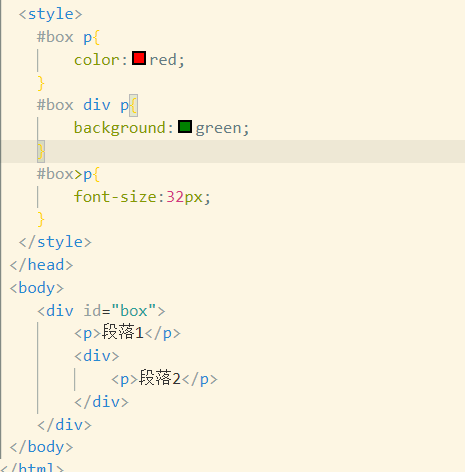 <style>
#box p{
color:red;
}
#box div p{
background:green;
}
#box>p{
font-size:32px;
}
</style>
</head>
<body>
<div id="box">
<p>段落1</p>
<div>
<p>段落2</p>
</div>
</div>
</body>
</html>